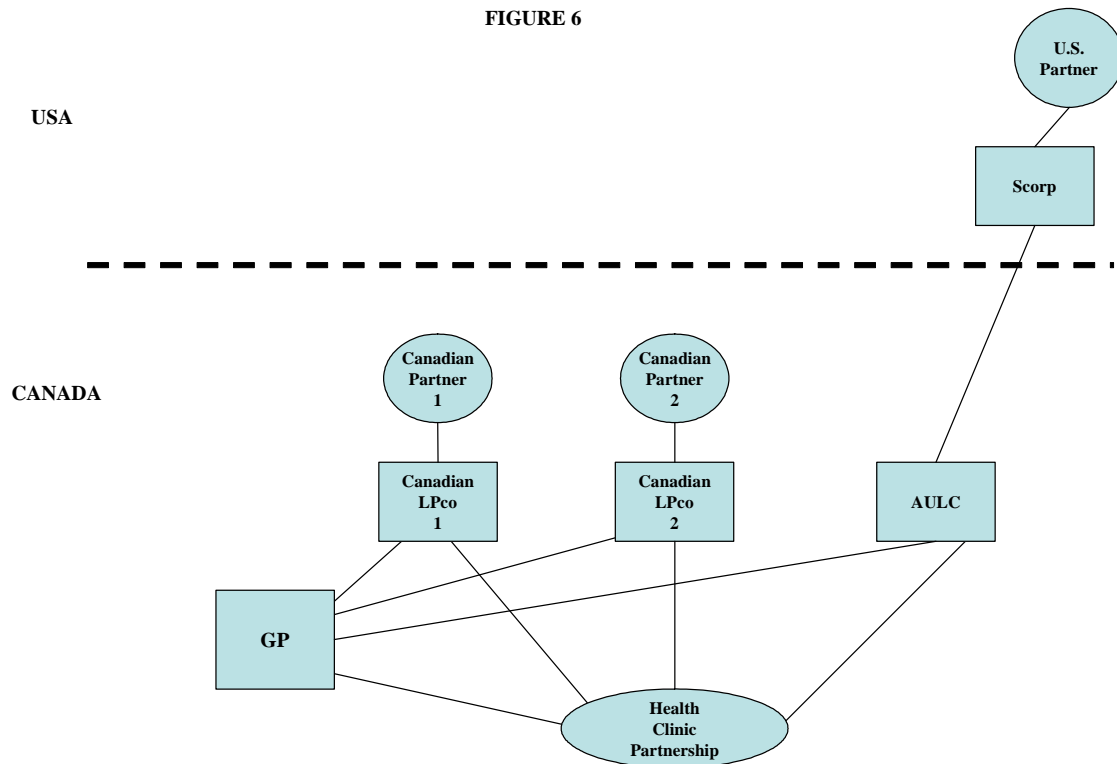 FIGURE 6
U.S.
Partner
USA
Scorp
CANADA
Canadian
Partner
1
Canadian
Partner
2
Canadian
LPco
1
Canadian
LPco
2
AULC
GP
Health
Clinic
Partnership